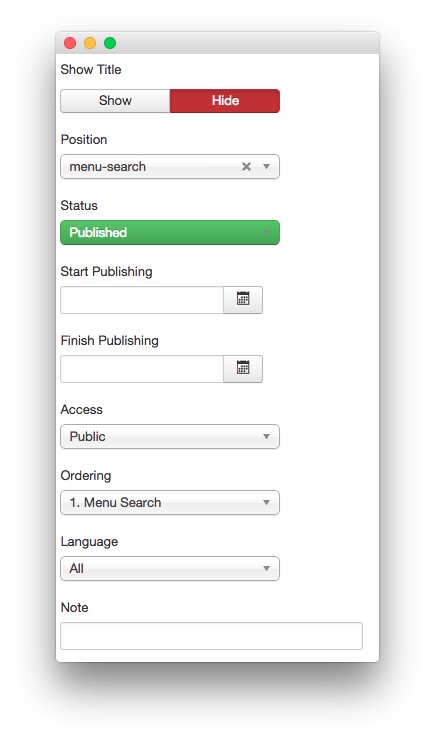 Show Title
Show Hide
Position
menu-search
Status
Published
Start Publishing
Finish Publishing
Access
Public
Ordering
1. Menu Search
Language
All
Note